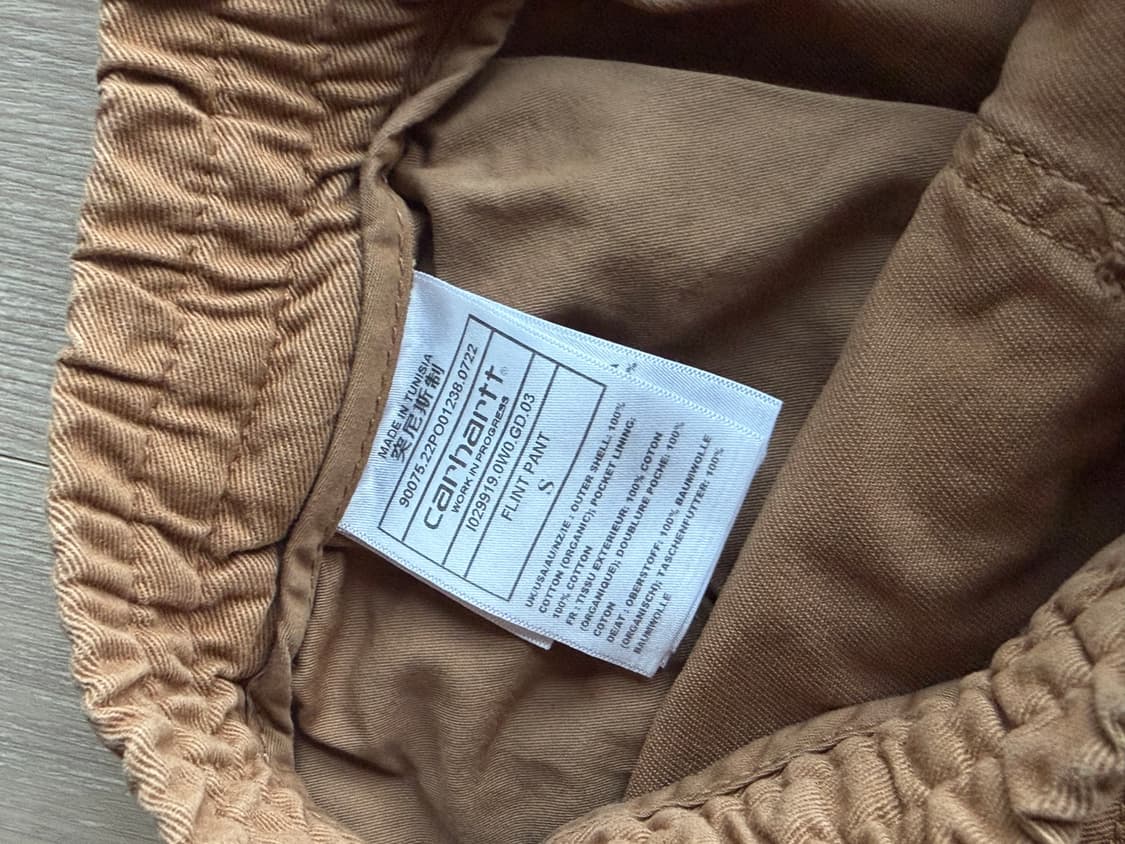 MADE IN TUNISIA
突尼斯制
90075.22PO01238.0722
carhartt®
WORK IN PROGRESS
I029919.0W0.GD.03
FLINT PANT
S
UK/USA/AU/NZ/IE : OUTER SHELL: 100%
COTTON (ORGANIC); POCKET LINING:
100% COTTON
FR : TISSU EXTERIEUR: 100% COTON
(ORGANIQUE); DOUBLURE POCHE: 100%
COTON
DE/AT : OBERSTOFF: 100% BAUMWOLLE
(ORGANISCH); TASCHENFUTTER: 100%
BAUMWOLLE